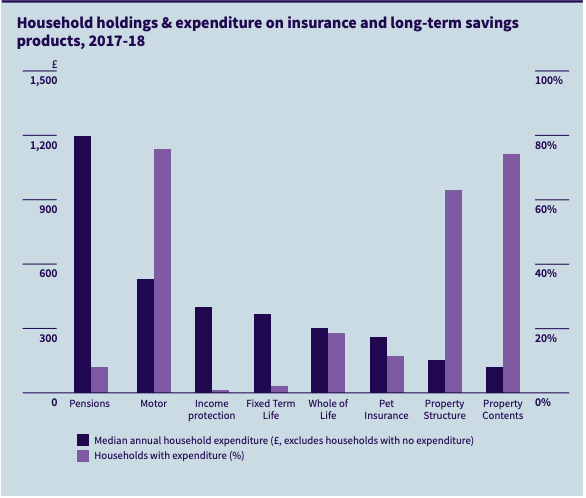 Household holdings & expenditure on insurance and long-term savings
products, 2017-18
£
1,500
1,200
900
600
300
0
100%
80%
60%
40%
20%
0%
Pensions
Motor
Income
protection
Fixed Term
Life
Whole of
Life
Pet
Insurance
Property
Structure
Property
Contents
Median annual household expenditure (£, excludes households with no expenditure)
Households with expenditure (%)